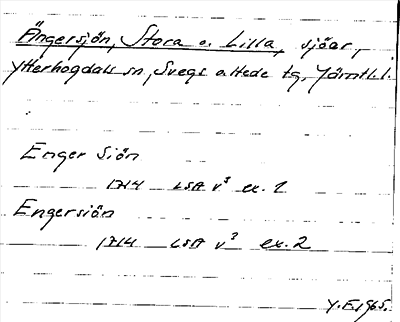 Ängersjön, Stora o. Lilla, sjöar,
Ytterhogdals sn, Svegs o Hede tg, Jämtl.l.
Enger Siön
1714 LSA V³ ex. 1
Engersiön
1714 LSA V³ ex. 2
Y.E. 1965.